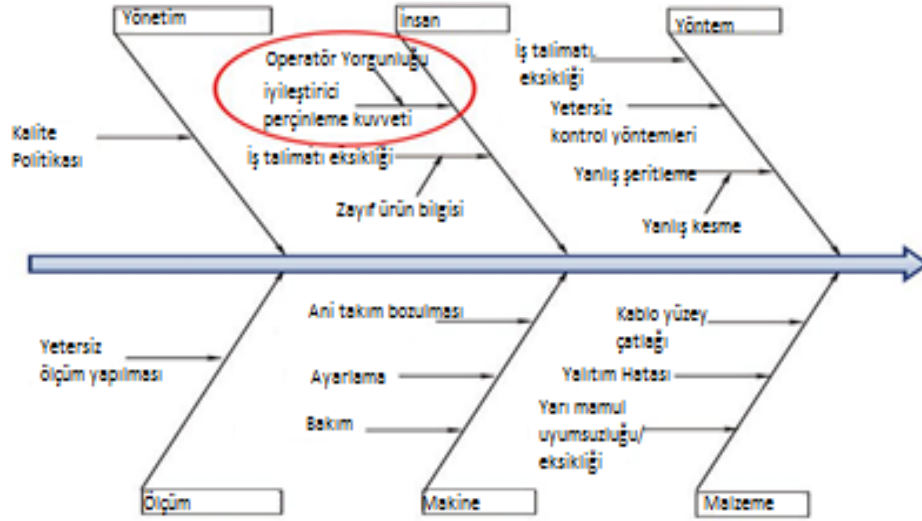 Yönetim
İnsan
Yöntem
Operatör Yorgunluğu
iyileştirici
perçinleme kuvveti
İş talimatı eksikliği
Zayıf ürün bilgisi
Kalite
Politikası
İş talimatı
eksikliği
Yetersiz
kontrol yöntemleri
Yanlış şeritleme
Yanlış kesme
Yetersiz
ölçüm yapılması
Ani takım bozulması
Ayarlama
Bakım
Kablo yüzey
çatlağı
Yalıtım Hatası
Yarı mamul
uyumsuzluğu/
eksikliği
Ölçüm
Makine
Malzeme